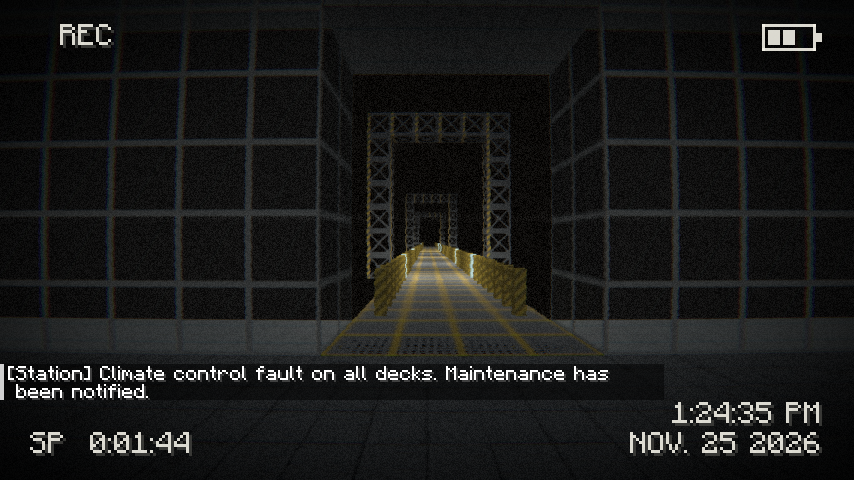 REC
[Station] Climate control fault on all decks. Maintenance has
been notified.
1:24:35 PM
SP 0:01:44
NOV. 25 2026